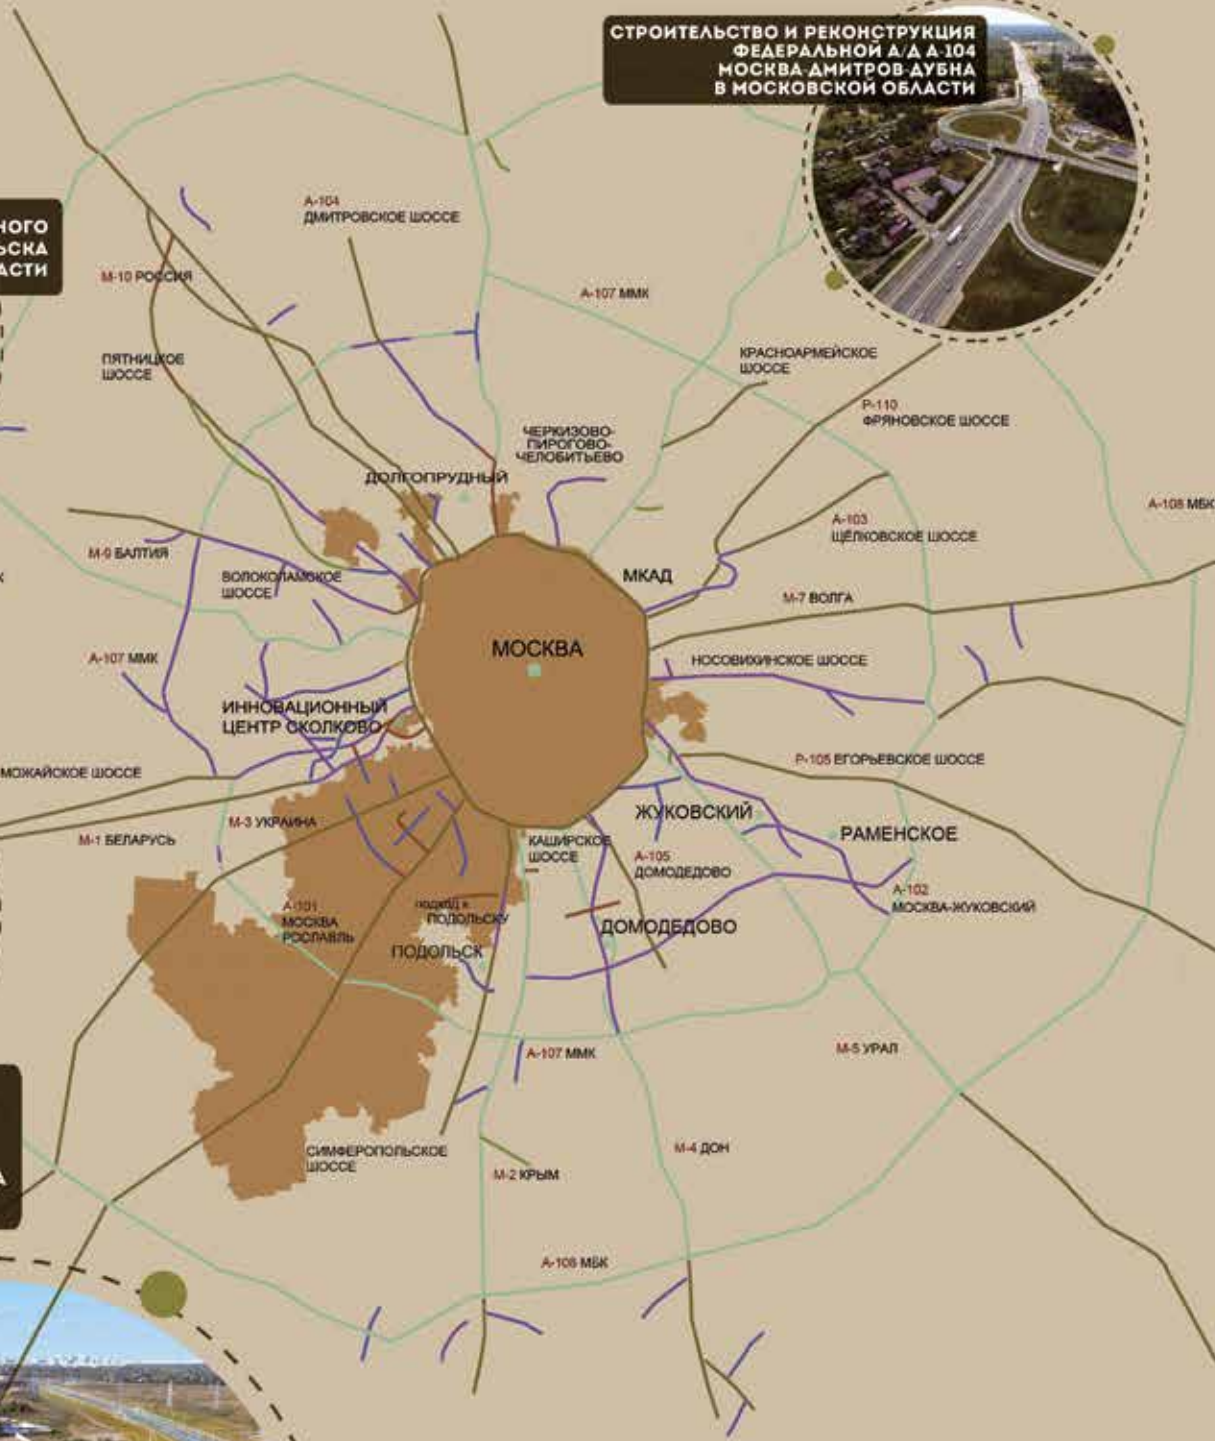 СТРОИТЕЛЬСТВО И РЕКОНСТРУКЦИЯ
ФЕДЕРАЛЬНОЙ А/Д А-104
МОСКВА-ДМИТРОВ-ДУБНА
В МОСКОВСКОЙ ОБЛАСТИ
А-104
ДМИТРОВСКОЕ ШОССЕ
НОГО
ЬСКА
АСТИ
М-10 РОССИЯ
А-107 ММК
ПЯТНИЦКОЕ
ШОССЕ
КРАСНОАРМЕЙСКОЕ
ШОССЕ
Р-110
ФРЯНОВСКОЕ ШОССЕ
ЧЕРКИЗОВО-
ПИРОГОВО-
ЧЕЛОБИТЬЕВО
ДОЛГОПРУДНЫЙ
А-108 МБК
А-103
ЩЁЛКОВСКОЕ ШОССЕ
М-9 БАЛТИЯ
ВОЛОКОЛАМСКОЕ
ШОССЕ
МКАД
М-7 ВОЛГА
МОСКВА
А-107 ММК
НОСОВИХИНСКОЕ ШОССЕ
ИННОВАЦИОННЫЙ
ЦЕНТР СКОЛКОВО
МОЖАЙСКОЕ ШОССЕ
Р-105 ЕГОРЬЕВСКОЕ ШОССЕ
М-3 УКРАИНА
М-1 БЕЛАРУСЬ
ЖУКОВСКИЙ
РАМЕНСКОЕ
КАШИРСКОЕ
ШОССЕ
А-105
ДОМОДЕДОВО
А-102
МОСКВА-ЖУКОВСКИЙ
А-101
МОСКВА
РОСЛАВЛЬ
ПОДХОД К
ПОДОЛЬСКУ
ДОМОДЕДОВО
ПОДОЛЬСК
А-107 ММК
М-5 УРАЛ
СИМФЕРОПОЛЬСКОЕ
ШОССЕ
М-2 КРЫМ
М-4 ДОН
А
А-108 МБК